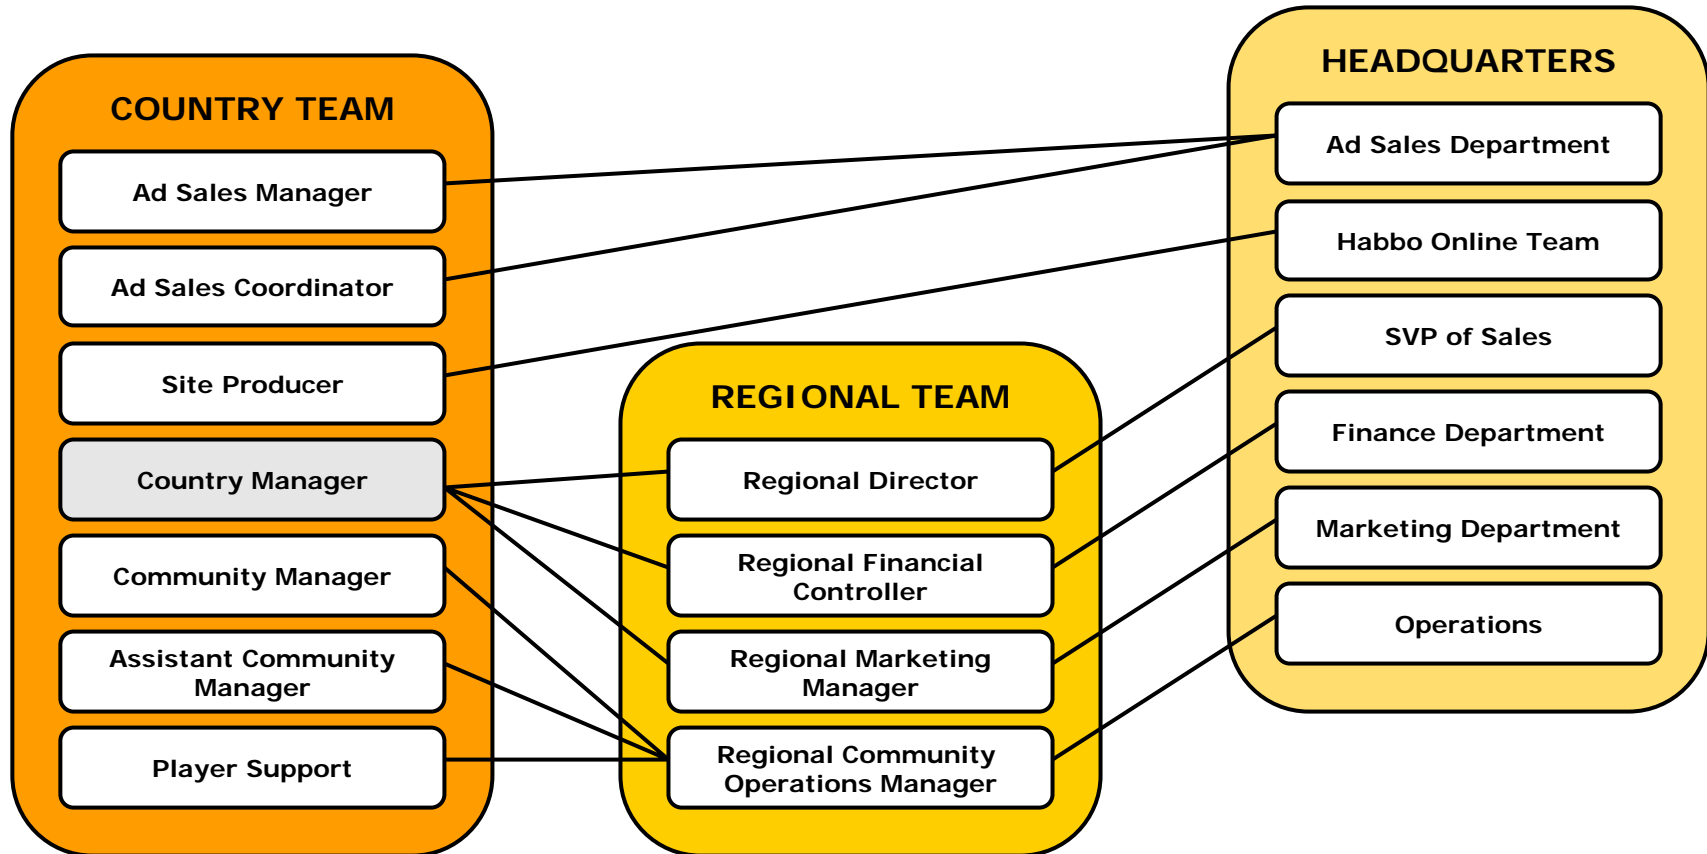 COUNTRY TEAM
Ad Sales Manager
Ad Sales Coordinator
Site Producer
Country Manager
Community Manager
Assistant Community
Manager
Player Support
REGIONAL TEAM
Regional Director
Regional Financial
Controller
Regional Marketing
Manager
Regional Community
Operations Manager
HEADQUARTERS
Ad Sales Department
Habbo Online Team
SVP of Sales
Finance Department
Marketing Department
Operations